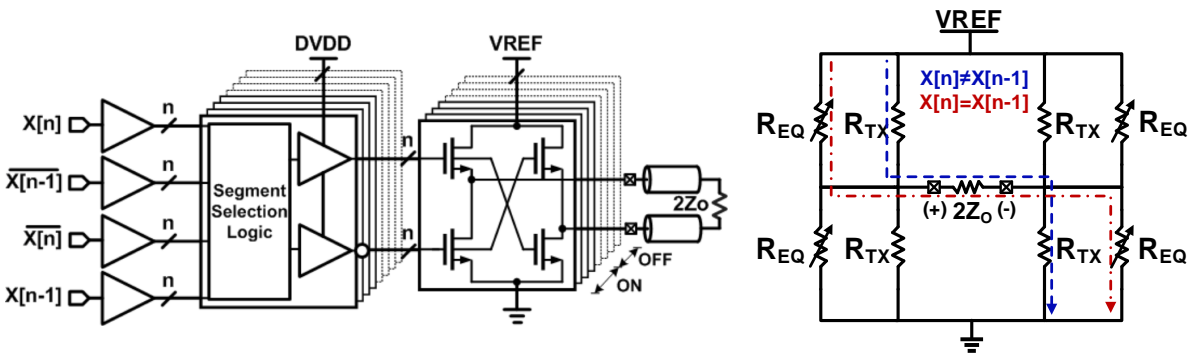 DVDD
VREF
X[n]
n
X[n-1]
n
X[n]
n
X[n-1]
n
Segment
Selection
Logic
n
n
2Zo
OFF
ON
VREF
X[n]≠X[n-1]
X[n]=X[n-1]
REQ
RTX
RTX
REQ
(+) 2ZO (-)
REQ
RTX
RTX
REQ